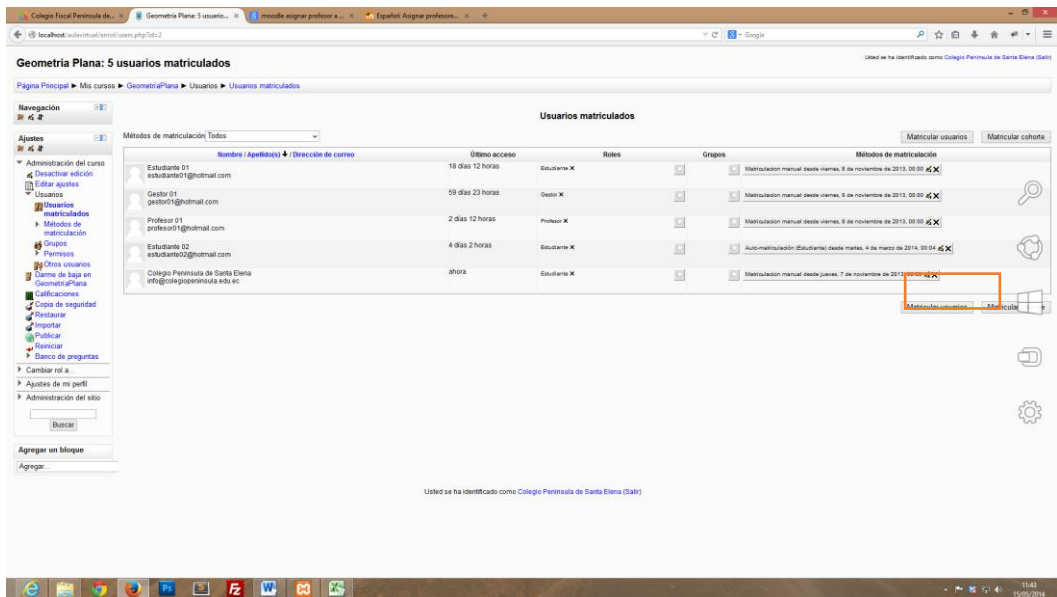 Colegio Fiscal Península de...
Geometría Plana: 5 usuario...
moodle asignar profesor a ...
Español: Asignar profesore...
localhost/aulavirtual/enrol/users.php?id=2
Google
Geometría Plana: 5 usuarios matriculados
Usted se ha identificado como Colegio Península de Santa Elena (Salir)
Página Principal ► Mis cursos ► GeometríaPlana ► Usuarios ► Usuarios matriculados
Navegación
Ajustes
Administración del curso
Desactivar edición
Editar ajustes
Usuarios
Usuarios
matriculados
Métodos de
matriculación
Grupos
Permisos
Otros usuarios
Darme de baja en
GeometríaPlana
Calificaciones
Copia de seguridad
Restaurar
Importar
Publicar
Reiniciar
Banco de preguntas
Cambiar rol a...
Ajustes de mi perfil
Administración del sitio
Buscar
Agregar un bloque
Agregar...
Usuarios matriculados
Métodos de matriculación Todos
Matricular usuarios Matricular cohorte
Nombre / Apellido(s) / Dirección de correo Último acceso Roles Grupos Métodos de matriculación
Estudiante 01 18 días 12 horas Estudiante X Matriculacion manual desde viernes, 8 de noviembre de 2013, 00:00
estudiante01@hotmail.com
Gestor 01 59 días 23 horas Gestor X Matriculacion manual desde viernes, 8 de noviembre de 2013, 00:00
gestor01@hotmail.com
Profesor 01 2 días 12 horas Profesor X Matriculacion manual desde viernes, 8 de noviembre de 2013, 00:00
profesor01@hotmail.com
Estudiante 02 4 días 2 horas Estudiante X Auto-matriculación (Estudiante) desde martes, 4 de marzo de 2014, 00:04
estudiante02@hotmail.com
Colegio Peninsula de Santa Elena ahora Estudiante X Matriculacion manual desde jueves, 7 de noviembre de 2013, 00:00
info@colegiopeninsula.edu.ec
Matricular usuarios
Usted se ha identificado como Colegio Península de Santa Elena (Salir)
11:43
15/05/2014